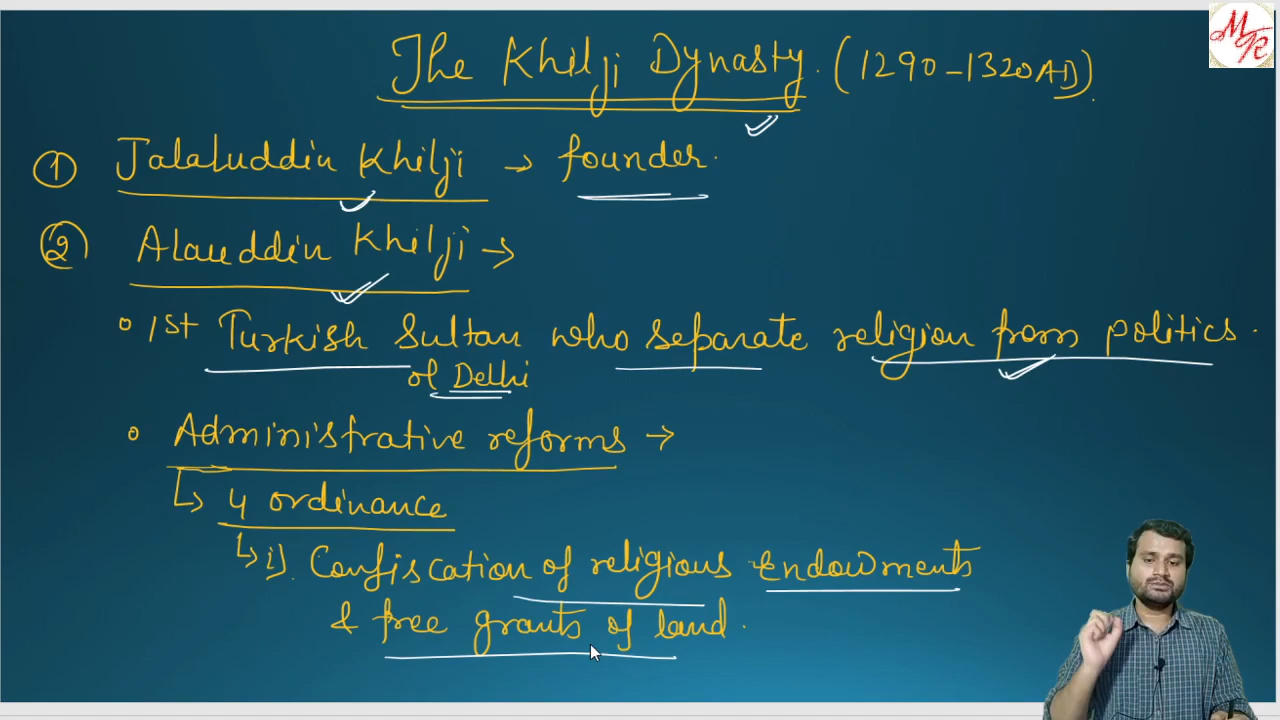 The Khilji Dynasty. (1290-1320AD).
MR
① Jalaluddin Khilji → founder.
② Alauddin Khilji →
• 1st Turkish Sultan who separate religion from politics.
of Delhi
• Administrative reforms →
↳ 4 ordinance
↳ i). Confiscation of religious endowments
& free grants of land.